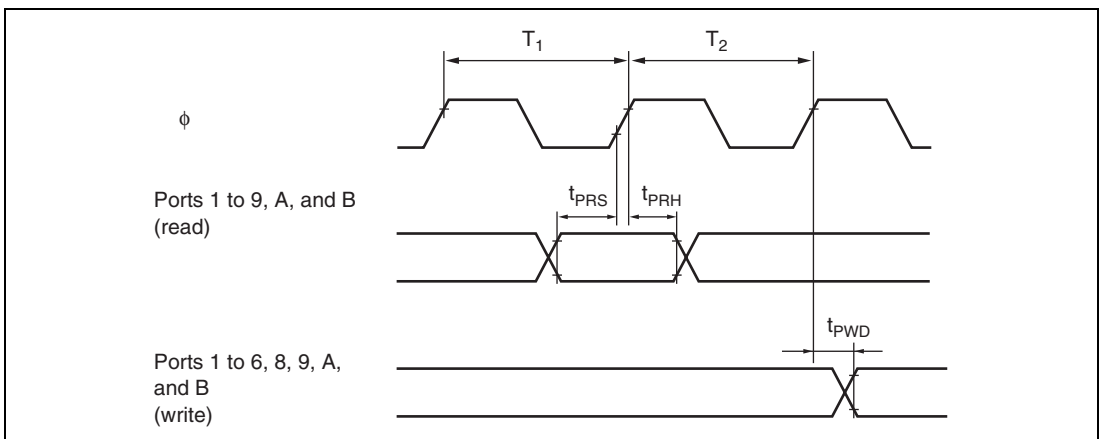 T1 T2
ϕ
Ports 1 to 9, A, and B
(read)
tPRS tPRH
Ports 1 to 6, 8, 9, A,
and B
(write)
tPWD